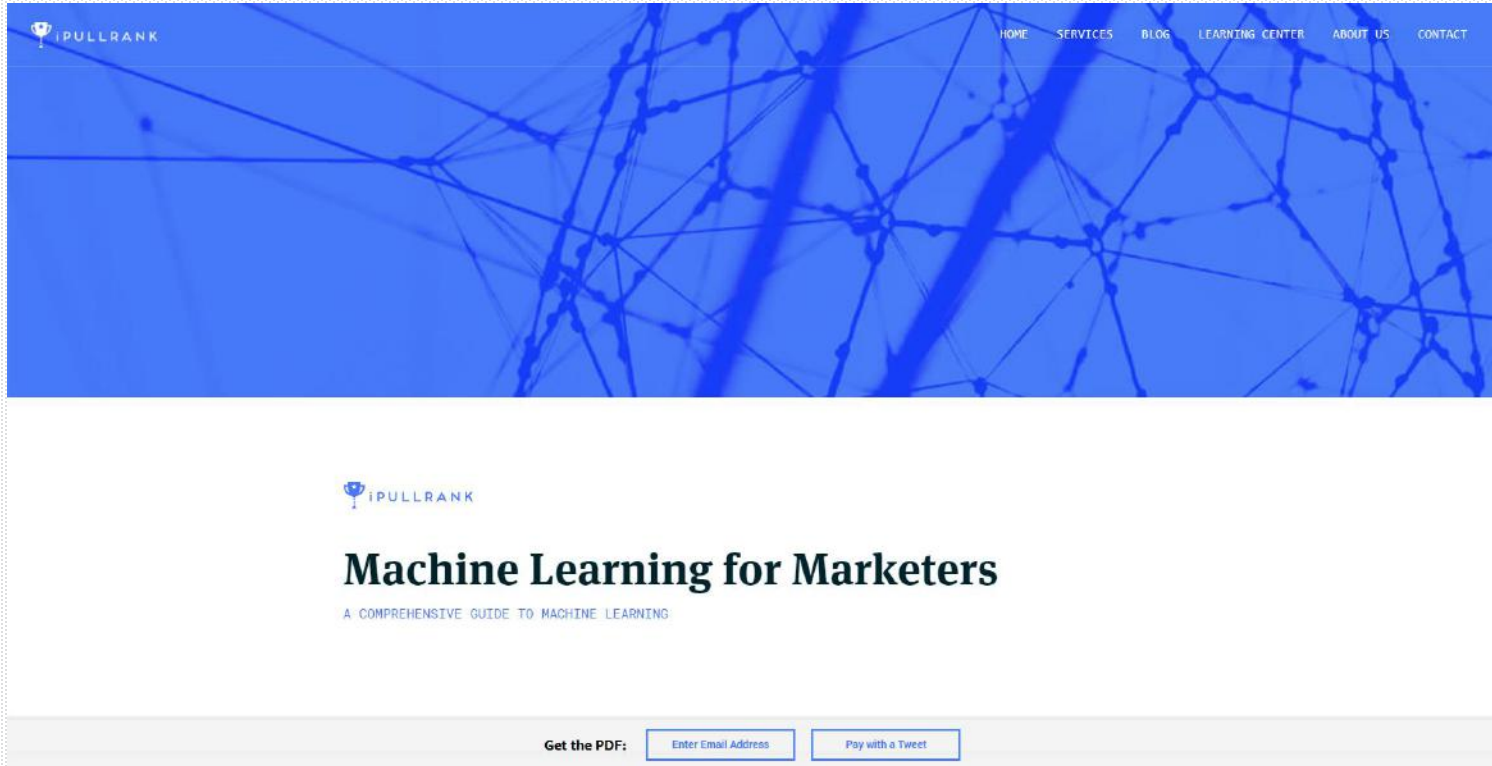 iPULLRANK
HOME SERVICES BLOG LEARNING CENTER ABOUT US CONTACT
iPULLRANK
Machine Learning for Marketers
A COMPREHENSIVE GUIDE TO MACHINE LEARNING
Get the PDF: Enter Email Address Pay with a Tweet